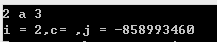 2 a 3
i = 2,c= ,j = -858993460